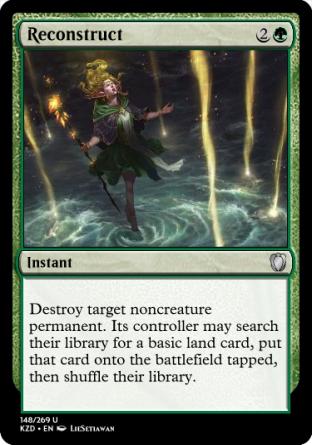 Reconstruct 2
Instant
Destroy target noncreature
permanent. Its controller may search
their library for a basic land card, put
that card onto the battlefield tapped,
then shuffle their library.
148/269 U
KZD • EN LIESETIAWAN